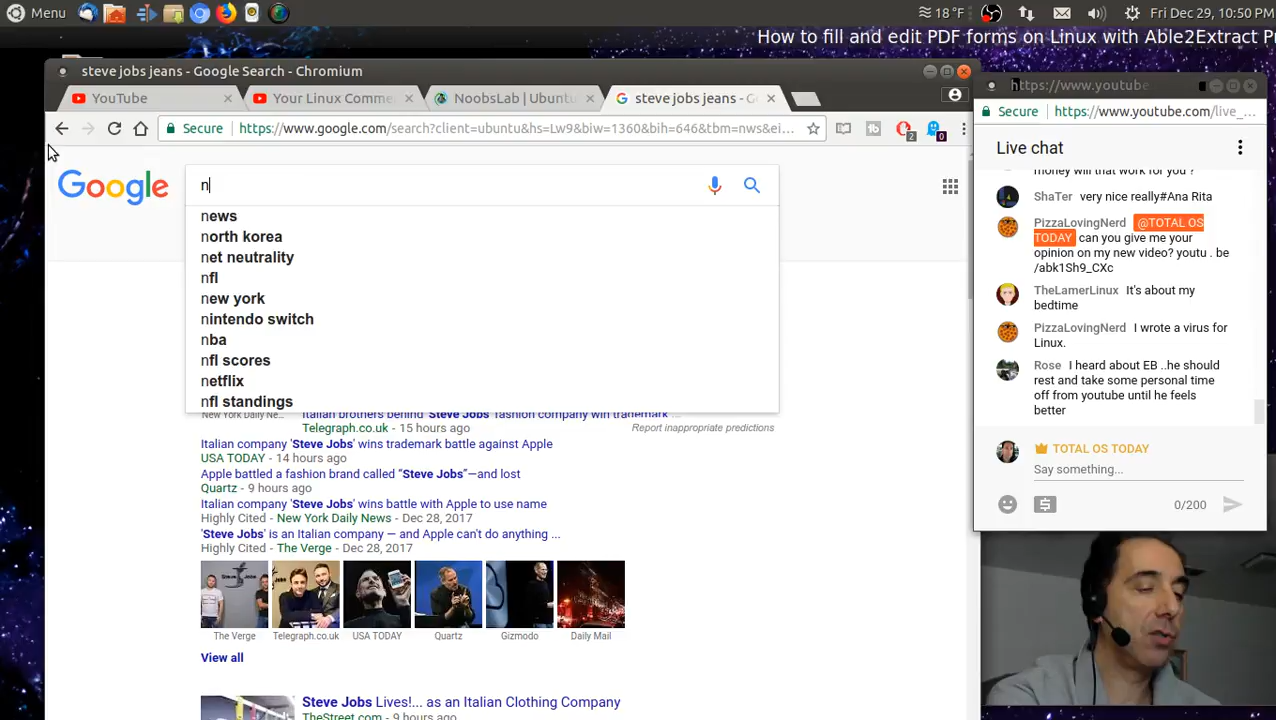 Menu
18 °F
Fri Dec 29, 10:50 PM
How to fill and edit PDF forms on Linux with Able2Extract Pr
steve jobs jeans - Google Search - Chromium
YouTube
Your Linux Comme
NoobsLab | Ubuntu
steve jobs jeans - G
Secure
https://www.google.com/search?client=ubuntu&hs=Lw9&biw=1360&bih=646&tbm=nws&ei...
2
0
Google
n
news
north korea
net neutrality
nfl
new york
nintendo switch
nba
nfl scores
netflix
nfl standings
New York Daily Ne...
Italian brothers behind 'Steve Jobs' fashion company win trademark ...
Telegraph.co.uk - 15 hours ago
Report inappropriate predictions
Italian company 'Steve Jobs' wins trademark battle against Apple
USA TODAY - 14 hours ago
Apple battled a fashion brand called “Steve Jobs”—and lost
Quartz - 9 hours ago
Italian company 'Steve Jobs' wins battle with Apple to use name
Highly Cited - New York Daily News - Dec 28, 2017
'Steve Jobs' is an Italian company — and Apple can't do anything ...
Highly Cited - The Verge - Dec 28, 2017
The Verge
Telegraph.co.uk
USA TODAY
Quartz
Gizmodo
Daily Mail
View all
Steve Jobs Lives!... as an Italian Clothing Company
TheStreet.com - 9 hours ago
https://www.youtube
Secure
https://www.youtube.com/live_...
Live chat
money will that work for you ?
ShaTer very nice really#Ana Rita
PizzaLovingNerd @TOTAL OS
TODAY can you give me your
opinion on my new video? youtu . be
/abk1Sh9_CXc
TheLamerLinux It's about my
bedtime
PizzaLovingNerd I wrote a virus for
Linux.
Rose I heard about EB ..he should
rest and take some personal time
off from youtube until he feels
better
TOTAL OS TODAY
Say something...
0/200